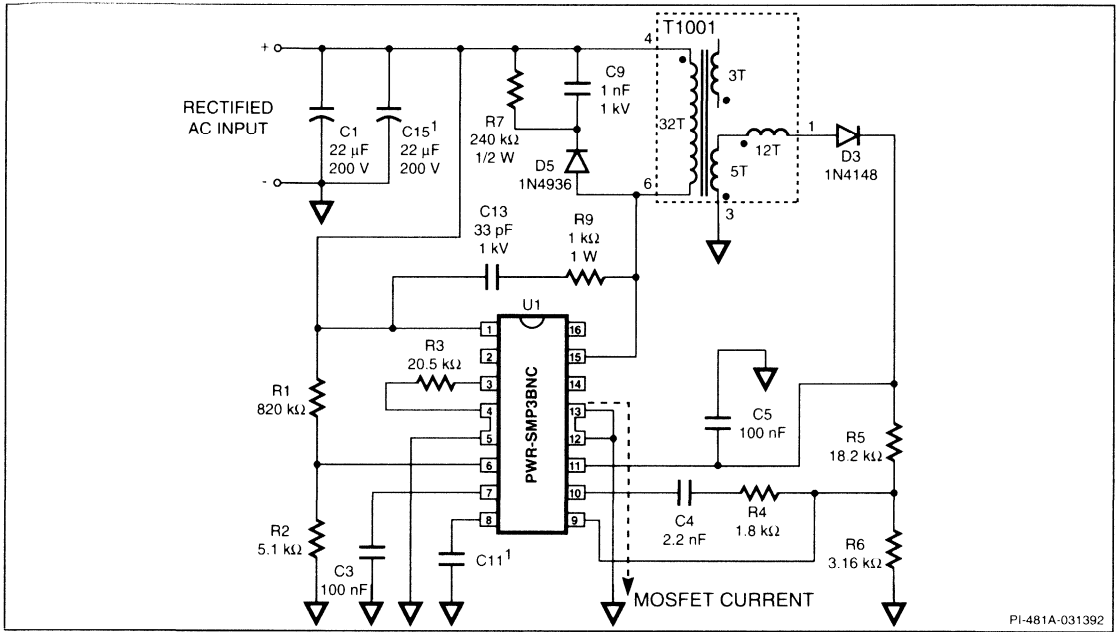 T1001
4
3T
+
C9
1 nF
1 kV
RECTIFIED
AC INPUT
C1
22 μF
200 V
C15¹
22 μF
200 V
R7
240 kΩ
1/2 W
32T
1
12T
D3
1N4148
5T
D5
1N4936
-
6
3
C13
33 pF
1 kV
R9
1 kΩ
1 W
U1
1
16
2
15
R3
20.5 kΩ
3
14
4
13
R1
820 kΩ
5
12
C5
100 nF
R5
18.2 kΩ
6
11
7
10
8
9
PWR-SMP3BNC
C4
2.2 nF
R4
1.8 kΩ
R2
5.1 kΩ
C3
100 nF
C11¹
R6
3.16 kΩ
MOSFET CURRENT
PI-481A-031392